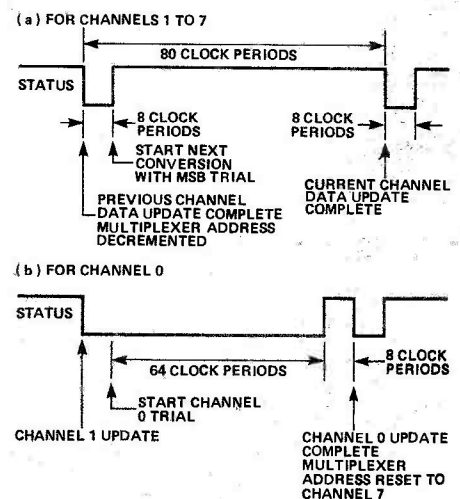 (a) FOR CHANNELS 1 TO 7
80 CLOCK PERIODS
STATUS
8 CLOCK
PERIODS
8 CLOCK
PERIODS
START NEXT
CONVERSION
WITH MSB TRIAL
PREVIOUS CHANNEL
DATA UPDATE COMPLETE
MULTIPLEXER ADDRESS
DECREMENTED
CURRENT CHANNEL
DATA UPDATE
COMPLETE
(b) FOR CHANNEL 0
STATUS
8 CLOCK
PERIODS
64 CLOCK PERIODS
START CHANNEL
0 TRIAL
CHANNEL 1 UPDATE
CHANNEL 0 UPDATE
COMPLETE
MULTIPLEXER
ADDRESS RESET TO
CHANNEL 7